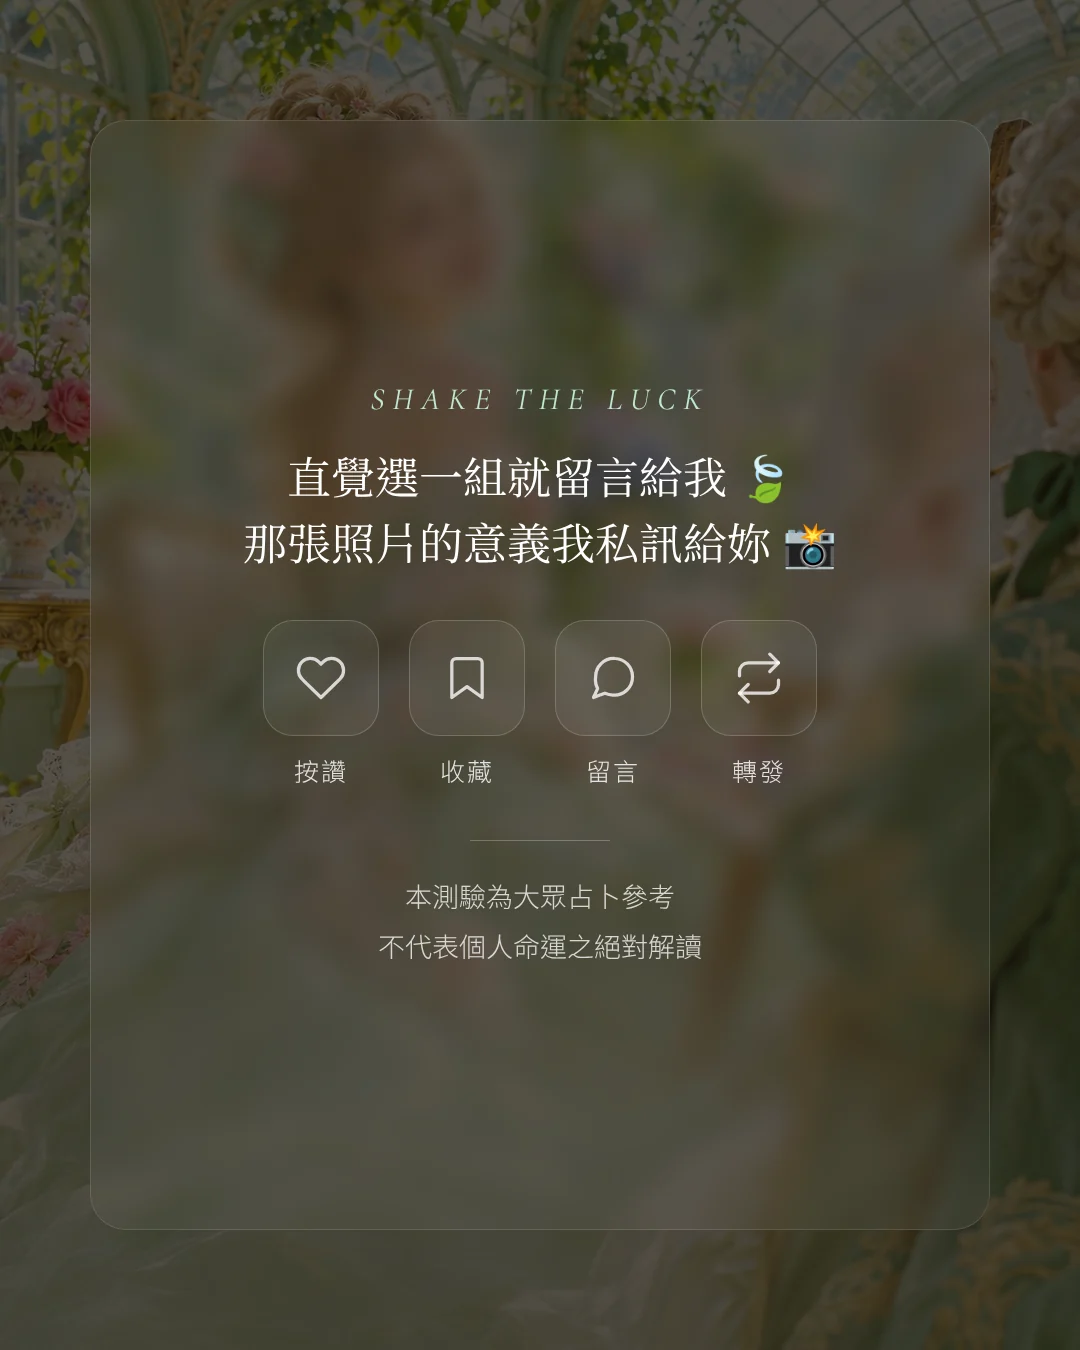 SHAKE THE LUCK
直覺選一組就留言給我 🍃
那張照片的意義我私訊給妳 📸
按讚 收藏 留言 轉發
本測驗為大眾占卜參考
不代表個人命運之絕對解讀